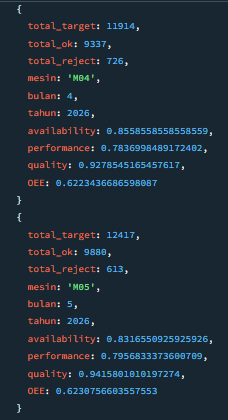 {
total_target: 11914,
total_ok: 9337,
total_reject: 726,
mesin: 'M04',
bulan: 4,
tahun: 2026,
availability: 0.8558558558558559,
performance: 0.7836998489172402,
quality: 0.9278545165457617,
OEE: 0.6223436686598087
}
{
total_target: 12417,
total_ok: 9880,
total_reject: 613,
mesin: 'M05',
bulan: 5,
tahun: 2026,
availability: 0.8316550925925926,
performance: 0.7956833373600709,
quality: 0.9415801010197274,
OEE: 0.6230756603557553
}